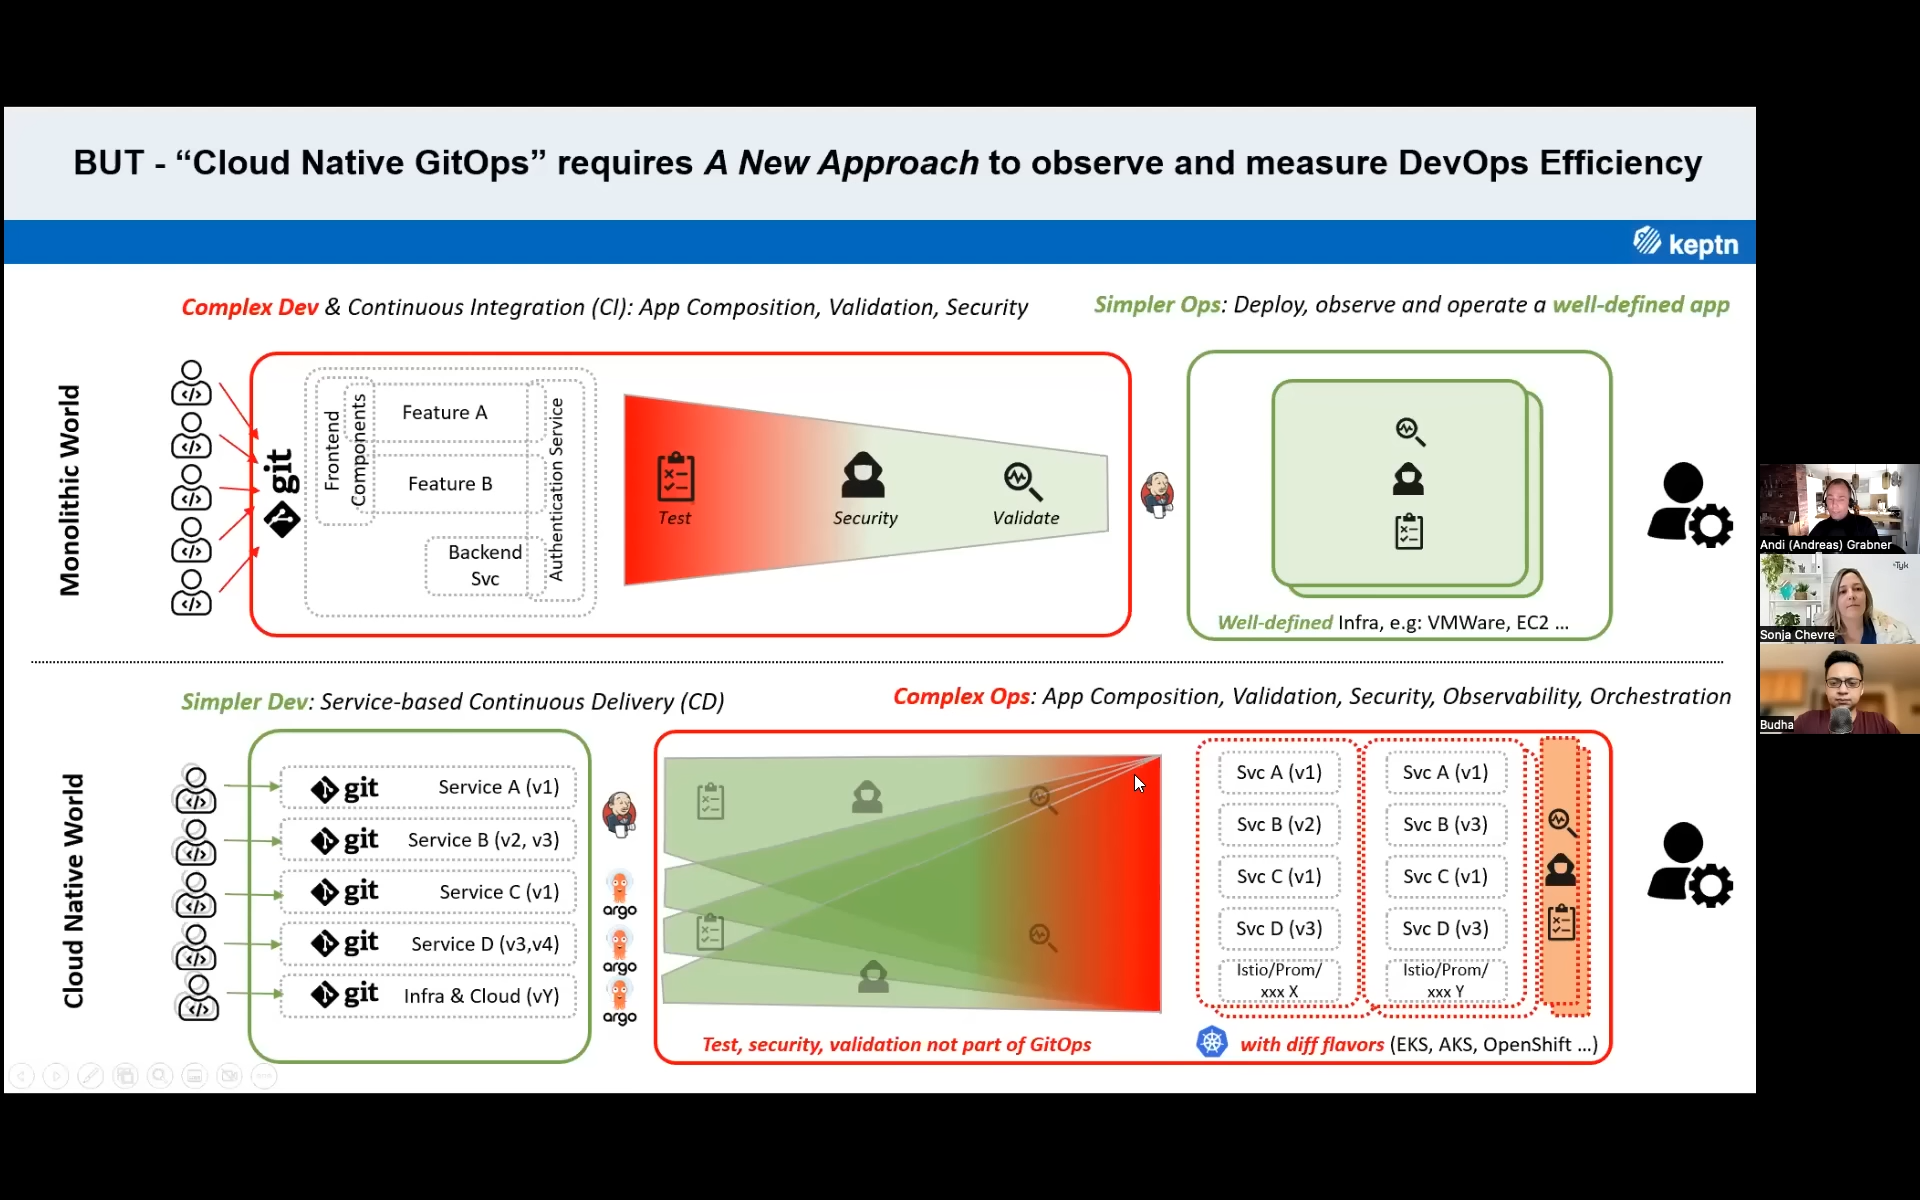 BUT - “Cloud Native GitOps” requires A New Approach to observe and measure DevOps Efficiency
keptn
Complex Dev & Continuous Integration (CI): App Composition, Validation, Security
Simpler Ops: Deploy, observe and operate a well-defined app
Monolithic World
git
Frontend
Components
Feature A
Feature B
Backend
Svc
Authentication Service
Test
Security
Validate
Well-defined Infra, e.g: VMWare, EC2 ...
Simpler Dev: Service-based Continuous Delivery (CD)
Complex Ops: App Composition, Validation, Security, Observability, Orchestration
Cloud Native World
git Service A (v1)
git Service B (v2, v3)
git Service C (v1)
git Service D (v3,v4)
git Infra & Cloud (vY)
argo
argo
argo
Test, security, validation not part of GitOps
Svc A (v1)
Svc B (v2)
Svc C (v1)
Svc D (v3)
Istio/Prom/
xxx X
Svc A (v1)
Svc B (v3)
Svc C (v1)
Svc D (v3)
Istio/Prom/
xxx Y
with diff flavors (EKS, AKS, OpenShift ...)
Andi (Andreas) Grabner
Tyk
Sonja Chevre
Budha